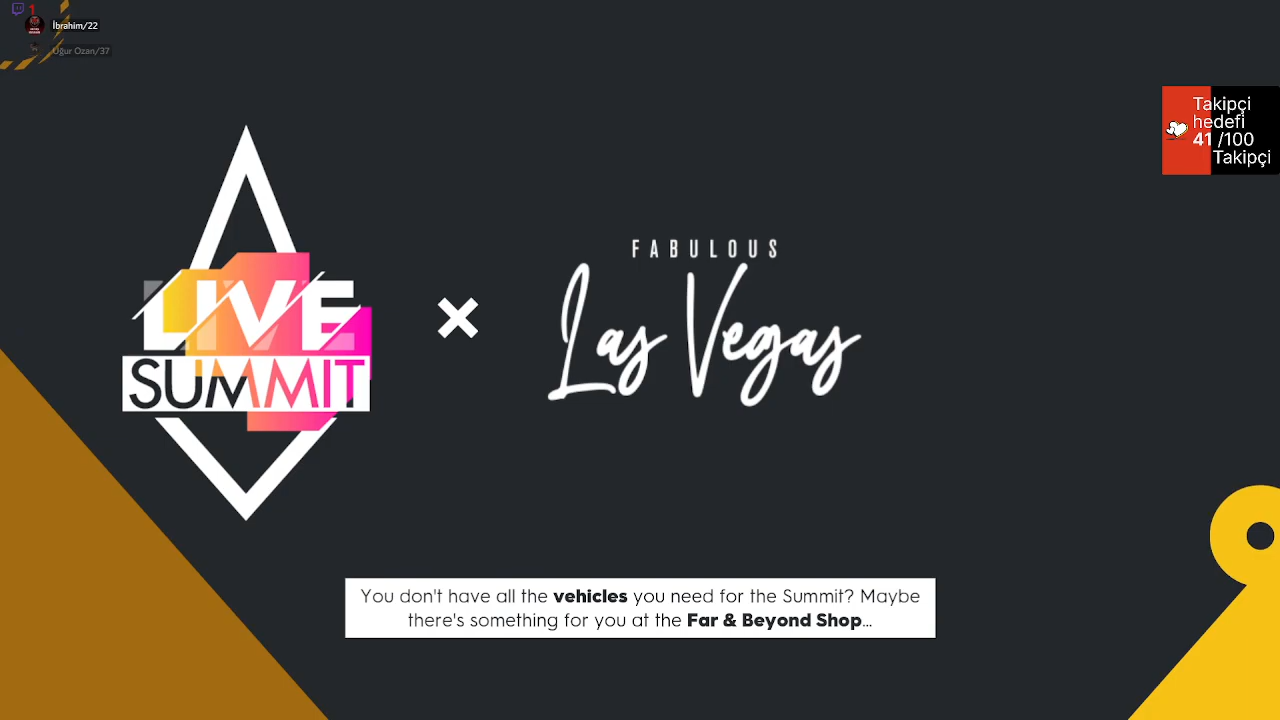 1
İbrahim/22
Uğur Ozan/37
Takipçi
hedefi
41 /100
Takipçi
LIVE
SUMMIT
×
FABULOUS
Las Vegas
You don't have all the vehicles you need for the Summit? Maybe
there's something for you at the Far & Beyond Shop...